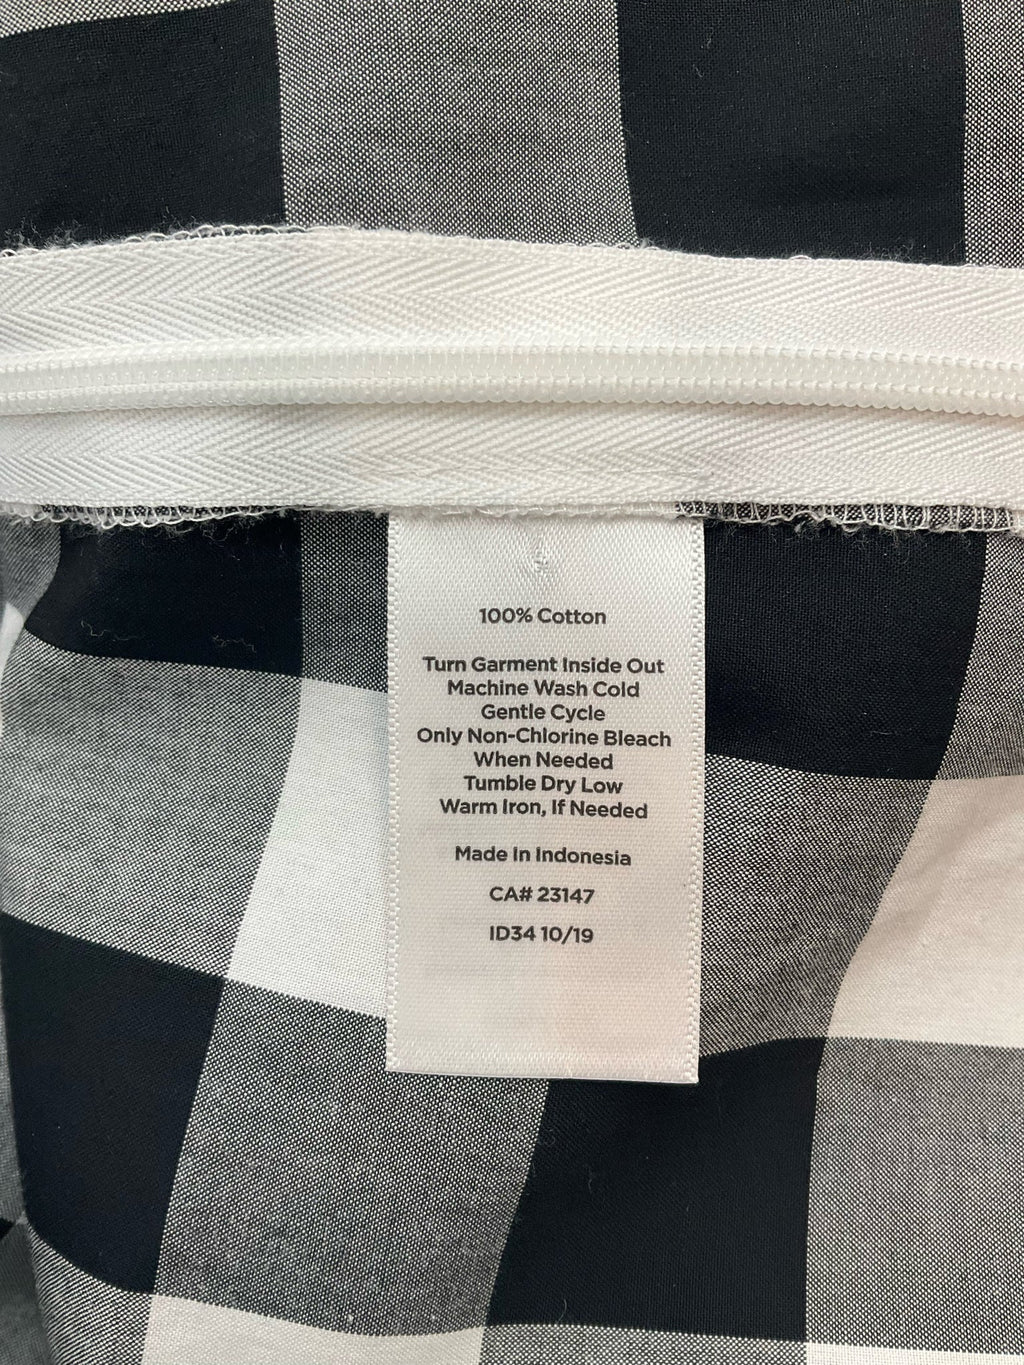 100% Cotton
Turn Garment Inside Out
Machine Wash Cold
Gentle Cycle
Only Non-Chlorine Bleach
When Needed
Tumble Dry Low
Warm Iron, If Needed
Made In Indonesia
CA# 23147
ID34 10/19